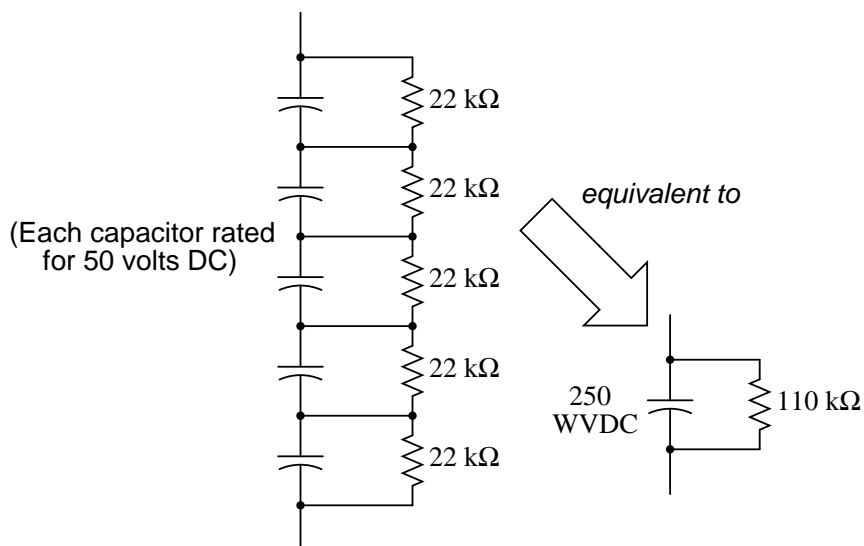 22 kΩ
22 kΩ
equivalent to
(Each capacitor rated
for 50 volts DC)
22 kΩ
22 kΩ
250
WVDC
110 kΩ
22 kΩ